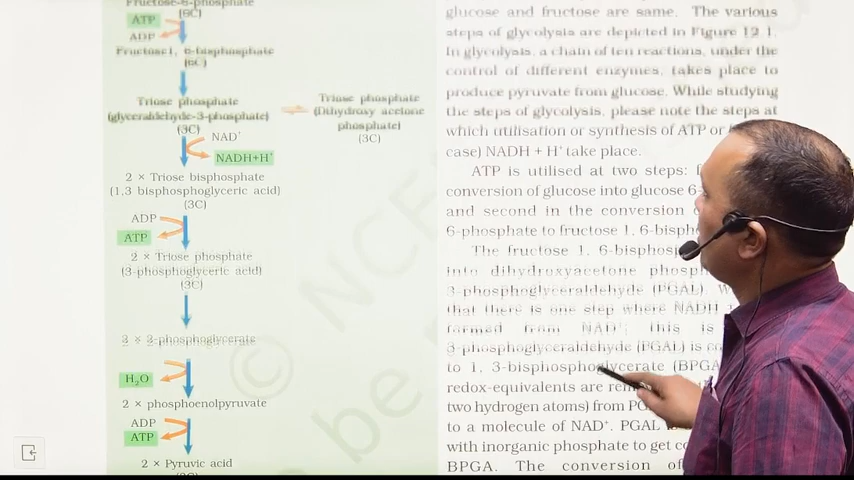 Fructose-6-phosphate
(6C)
ATP
ADP
Fructose1, 6-bisphosphate
(6C)
Triose phosphate
(glyceraldehyde-3-phosphate)
(3C)
Triose phosphate
(Dihydroxy acetone
phosphate)
(3C)
NAD⁺
NADH+H⁺
2 × Triose bisphosphate
(1,3 bisphosphoglyceric acid)
(3C)
ADP
ATP
2 × Triose phosphate
(3-phosphoglyceric acid)
(3C)
2-phosphoglycerate
H₂O
2 × phosphoenolpyruvate
ADP
ATP
2 × Pyruvic acid
(3C)
glucose and fructose are same. The various
steps of glycolysis are depicted in Figure 12.1.
In glycolysis, a chain of ten reactions, under the
control of different enzymes, takes place to
produce pyruvate from glucose. While studying
the steps of glycolysis, please note the steps at
which utilisation or synthesis of ATP or
case) NADH + H⁺ take place.
ATP is utilised at two steps:
conversion of glucose into glucose 6-
and second in the conversion
6-phosphate to fructose 1, 6-bisph
The fructose 1, 6-bisphosp
into dihydroxyacetone phosph
3-phosphoglyceraldehyde (PGAL).
that there is one step where NADH
formed from NAD⁺; this is
3-phosphoglyceraldehyde (PGAL) is co
to 1, 3-bisphosphoglycerate (BPGA
redox-equivalents are rem
two hydrogen atoms) from PG
to a molecule of NAD⁺. PGAL
with inorganic phosphate to get co
BPGA. The conversion of
© NCE
be